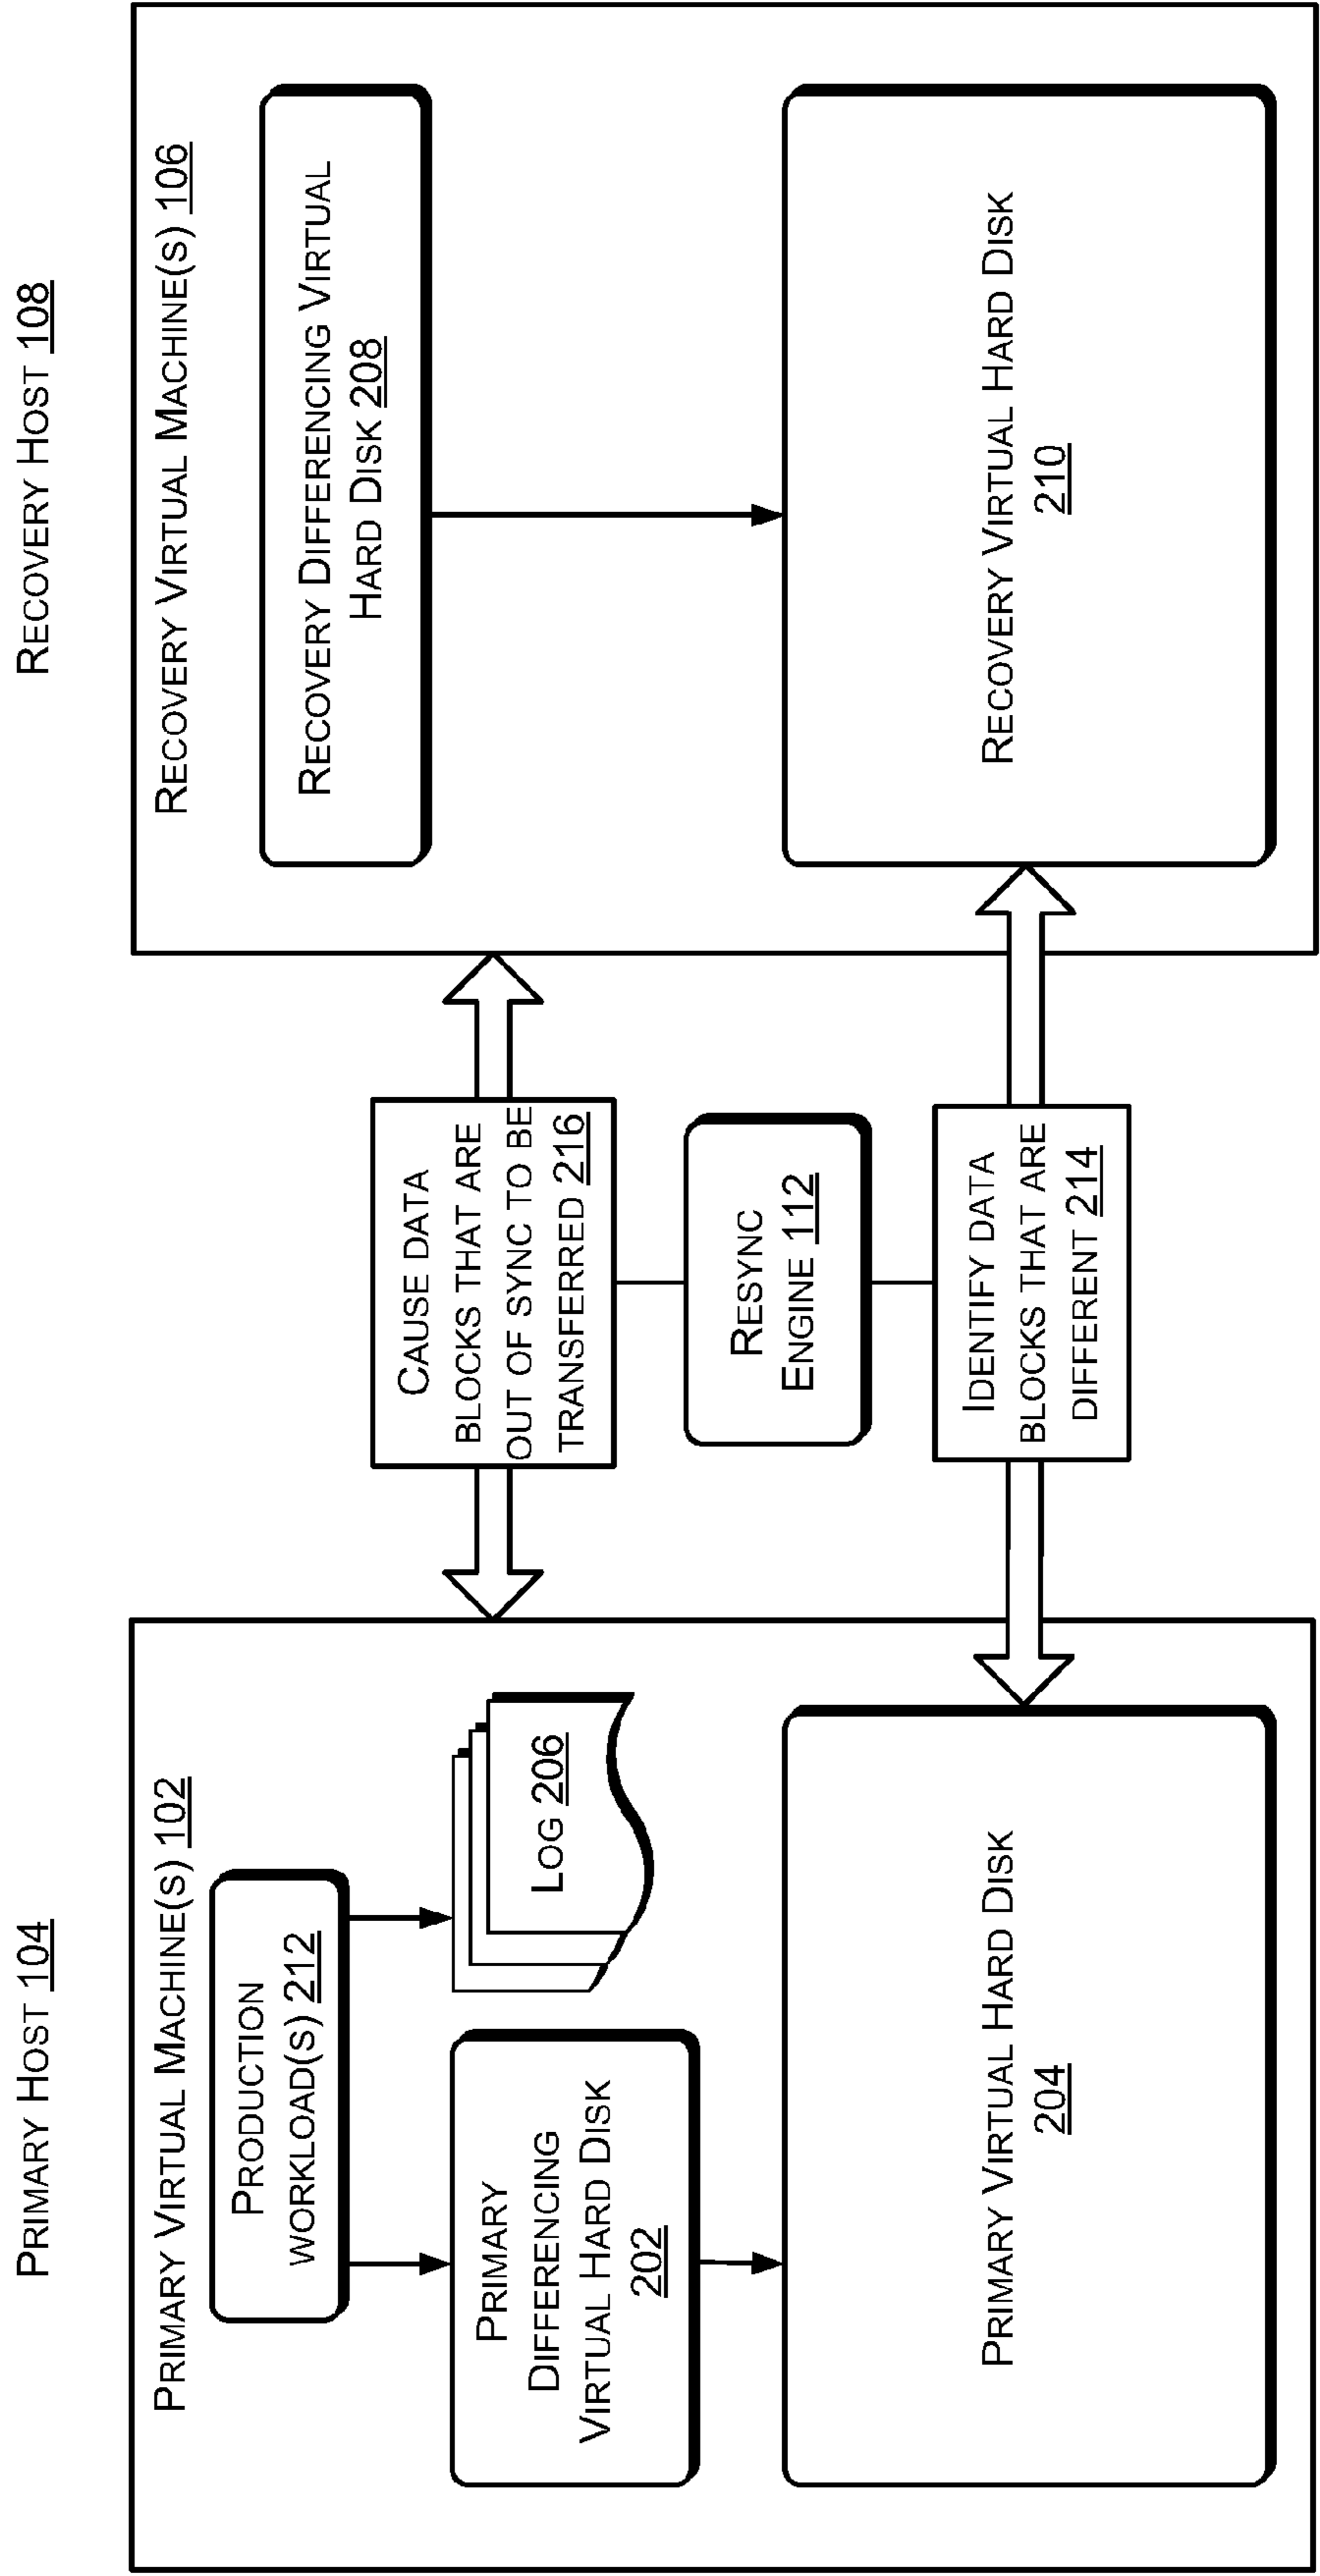 PRIMARY HOST 104
PRIMARY VIRTUAL MACHINE(S) 102
PRODUCTION
WORKLOAD(S) 212
PRIMARY
DIFFERENCING
VIRTUAL HARD DISK
202
LOG 206
PRIMARY VIRTUAL HARD DISK
204
CAUSE DATA
BLOCKS THAT ARE
OUT OF SYNC TO BE
TRANSFERRED 216
RESYNC
ENGINE 112
IDENTIFY DATA
BLOCKS THAT ARE
DIFFERENT 214
RECOVERY HOST 108
RECOVERY VIRTUAL MACHINE(S) 106
RECOVERY DIFFERENCING VIRTUAL
HARD DISK 208
RECOVERY VIRTUAL HARD DISK
210